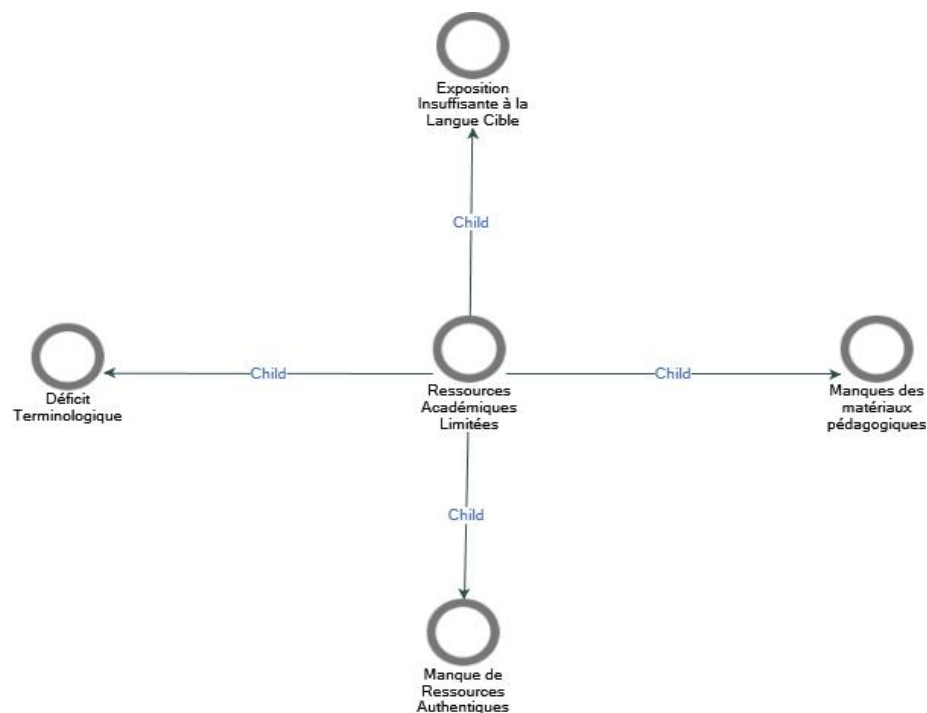 Exposition
Insuffisante à la
Langue Cible
Child
Déficit
Terminologique
Child
Ressources
Académiques
Limitées
Child
Manques des
matériaux
pédagogiques
Child
Manque de
Ressources
Authentiques